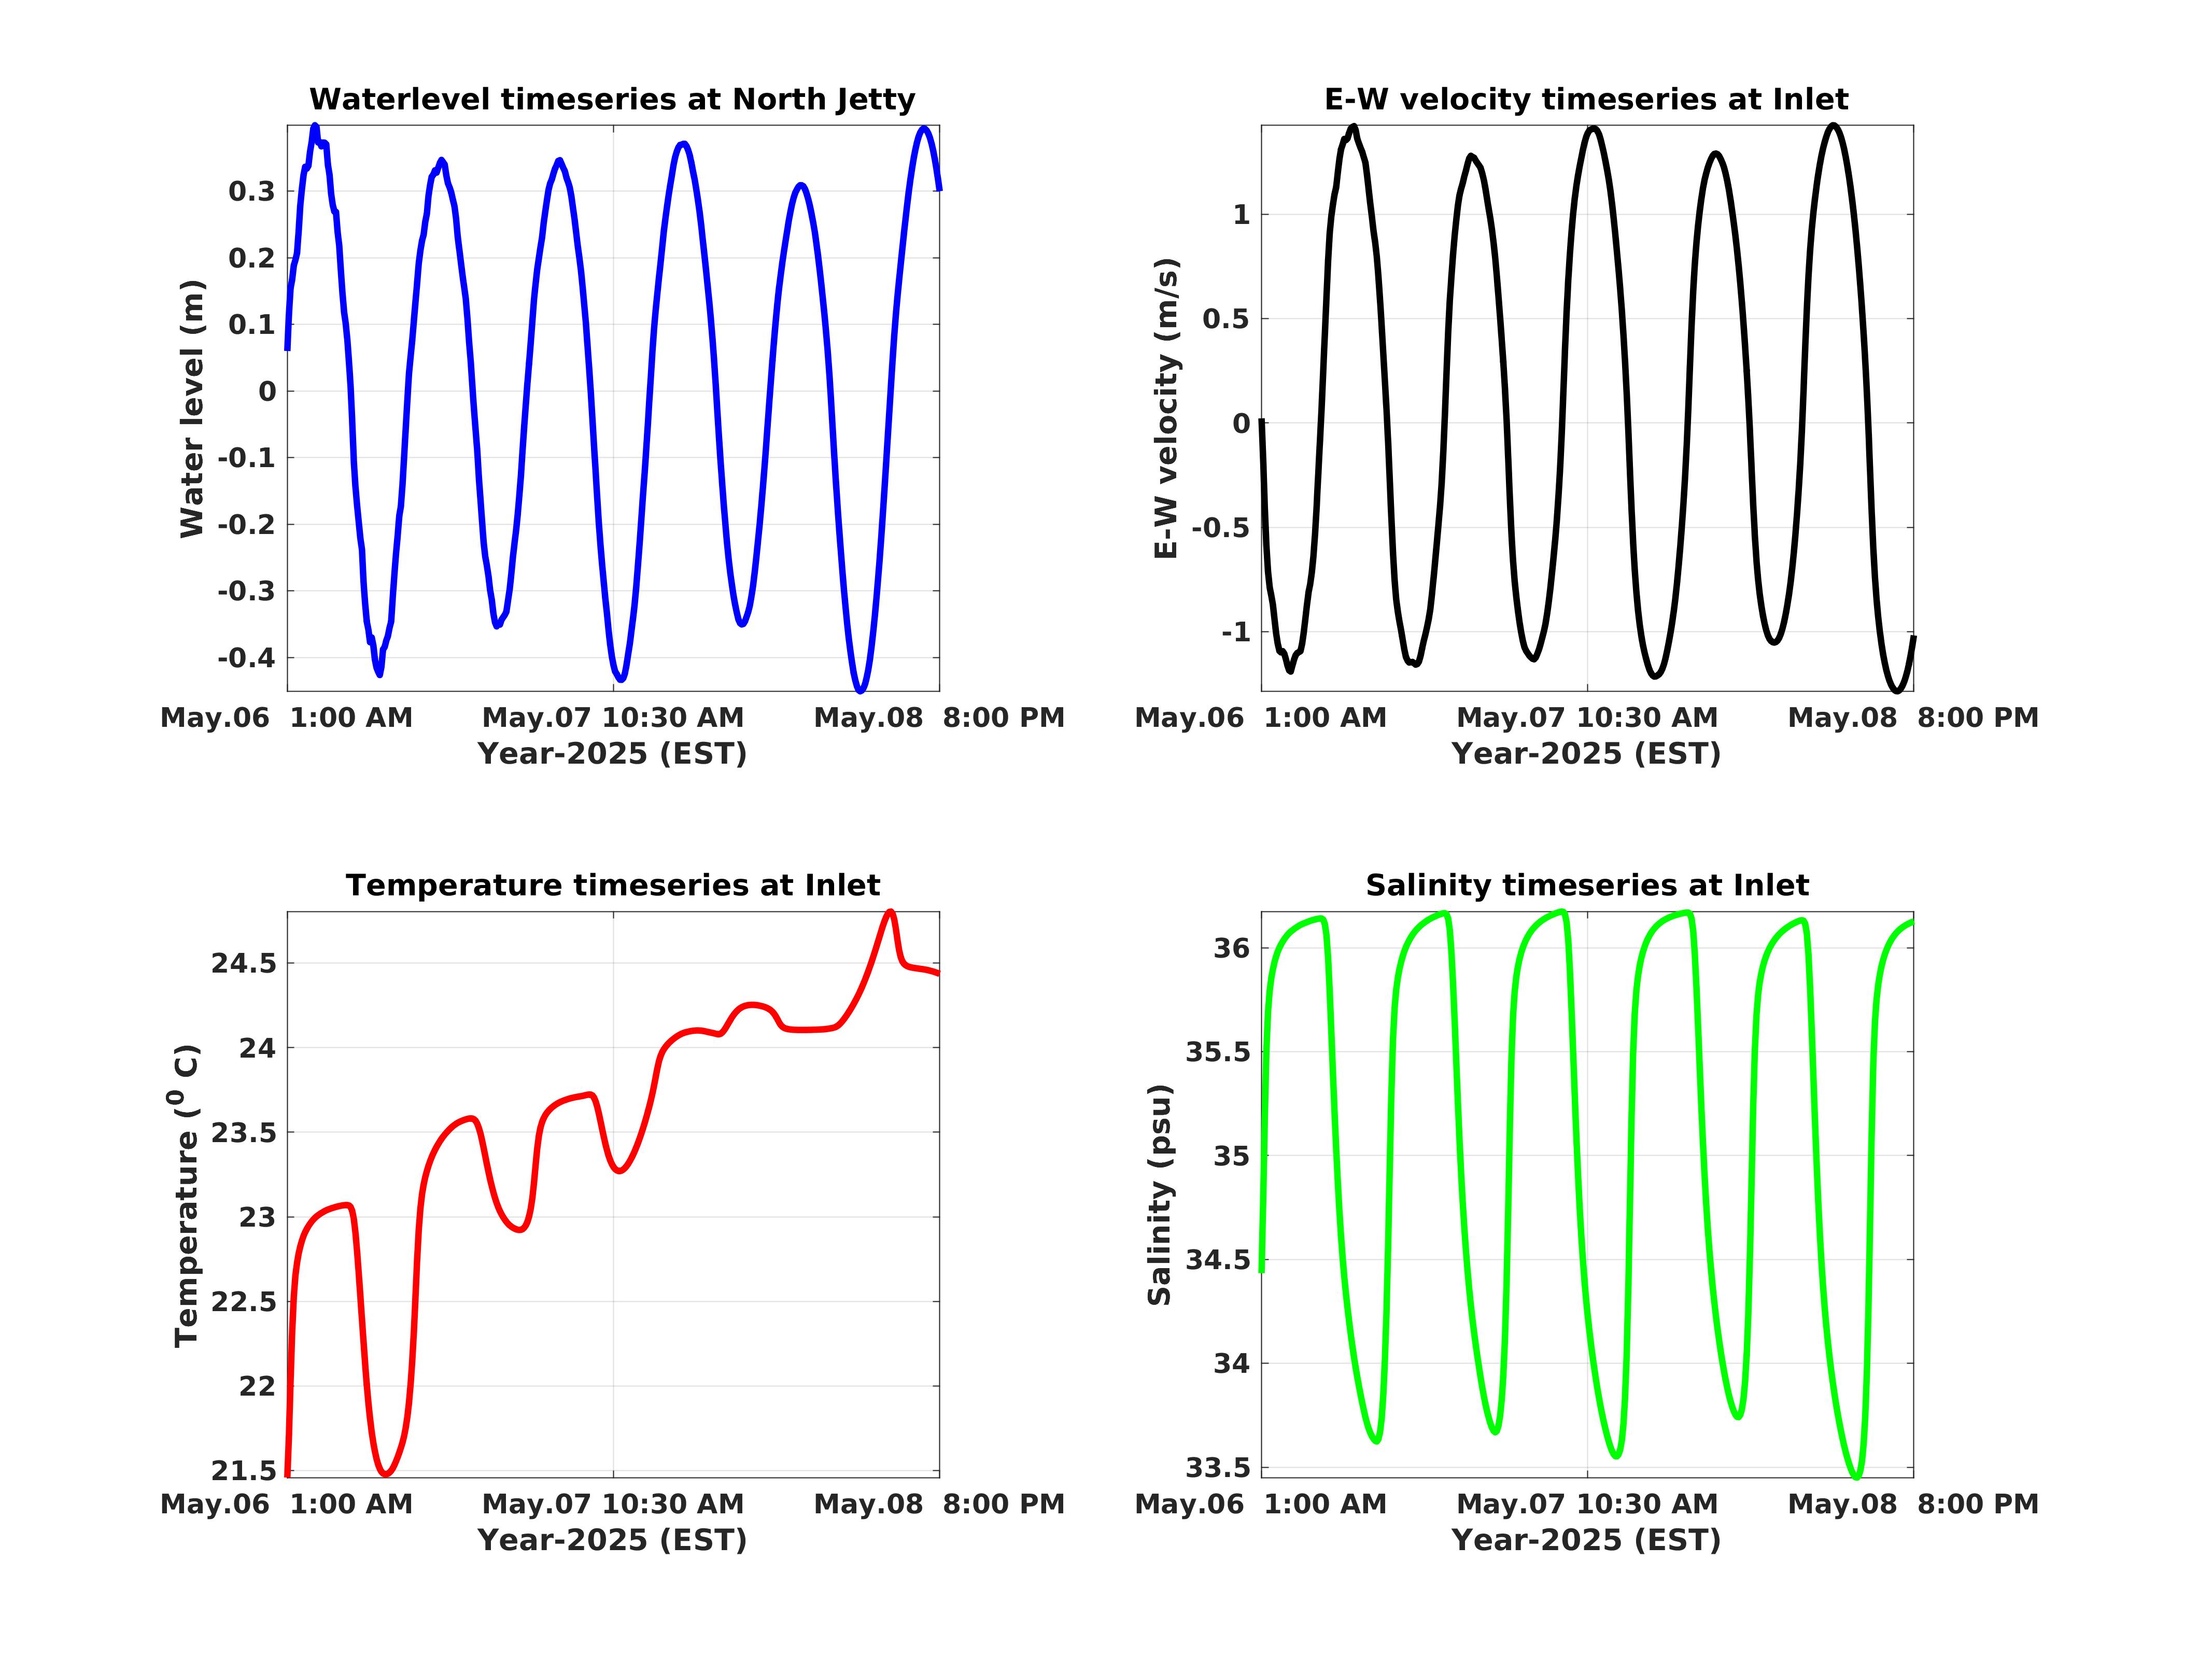 Waterlevel timeseries at North Jetty
Water level (m)
0.3
0.2
0.1
0
-0.1
-0.2
-0.3
-0.4
May.06 1:00 AM May.07 10:30 AM May.08 8:00 PM
Year-2025 (EST)
E-W velocity timeseries at Inlet
E-W velocity (m/s)
1
0.5
0
-0.5
-1
May.06 1:00 AM May.07 10:30 AM May.08 8:00 PM
Year-2025 (EST)
Temperature timeseries at Inlet
Temperature (⁰ C)
24.5
24
23.5
23
22.5
22
21.5
May.06 1:00 AM May.07 10:30 AM May.08 8:00 PM
Year-2025 (EST)
Salinity timeseries at Inlet
Salinity (psu)
36
35.5
35
34.5
34
33.5
May.06 1:00 AM May.07 10:30 AM May.08 8:00 PM
Year-2025 (EST)